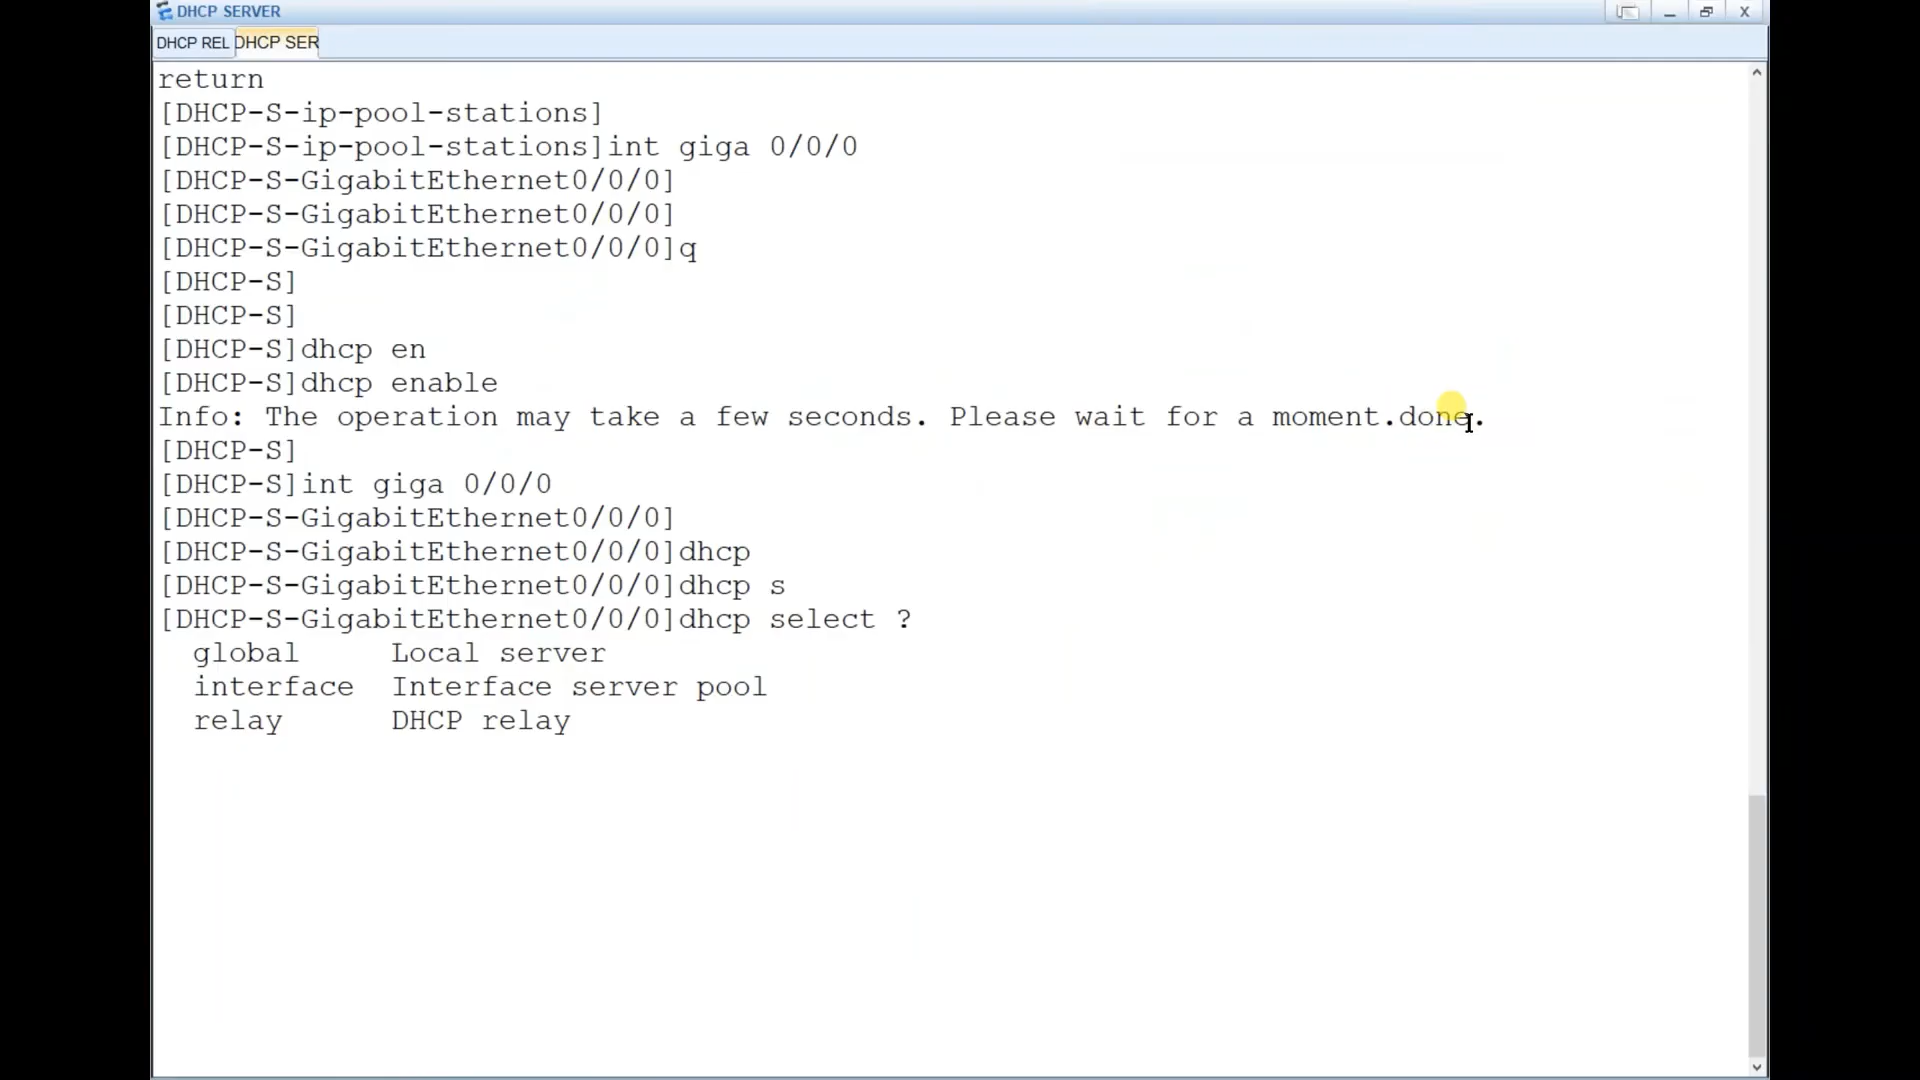 DHCP SERVER
DHCP REL DHCP SER
return
[DHCP-S-ip-pool-stations]
[DHCP-S-ip-pool-stations]int giga 0/0/0
[DHCP-S-GigabitEthernet0/0/0]
[DHCP-S-GigabitEthernet0/0/0]
[DHCP-S-GigabitEthernet0/0/0]q
[DHCP-S]
[DHCP-S]
[DHCP-S]dhcp en
[DHCP-S]dhcp enable
Info: The operation may take a few seconds. Please wait for a moment.done.
[DHCP-S]
[DHCP-S]int giga 0/0/0
[DHCP-S-GigabitEthernet0/0/0]
[DHCP-S-GigabitEthernet0/0/0]dhcp
[DHCP-S-GigabitEthernet0/0/0]dhcp s
[DHCP-S-GigabitEthernet0/0/0]dhcp select ?
global Local server
interface Interface server pool
relay DHCP relay